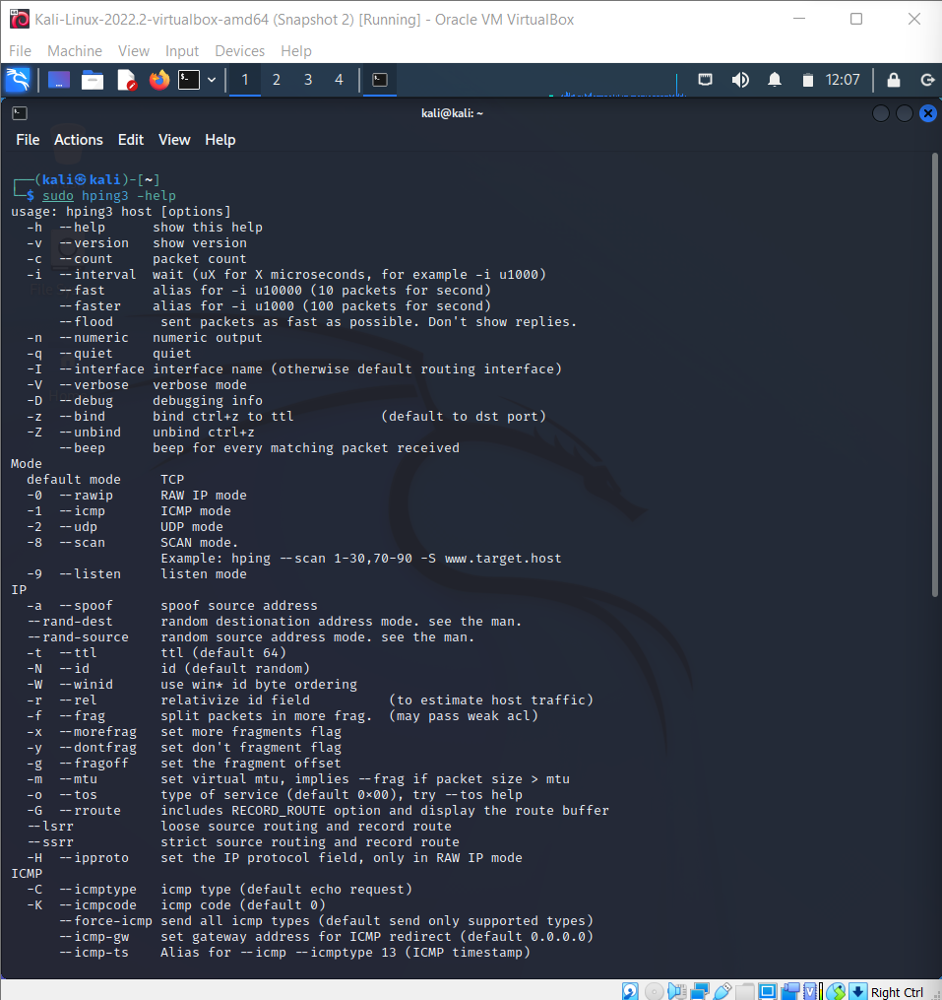 Kali-Linux-2022.2-virtualbox-amd64 (Snapshot 2) [Running] - Oracle VM VirtualBox
File Machine View Input Devices Help
1 2 3 4 12:07
kali@kali: ~
File Actions Edit View Help
┌──(kali㉿kali)-[~]
└─$ sudo hping3 -help
usage: hping3 host [options]
  -h  --help      show this help
  -v  --version   show version
  -c  --count     packet count
  -i  --interval  wait (uX for X microseconds, for example -i u1000)
      --fast      alias for -i u10000 (10 packets for second)
      --faster    alias for -i u1000 (100 packets for second)
      --flood      sent packets as fast as possible. Don't show replies.
  -n  --numeric   numeric output
  -q  --quiet     quiet
  -I  --interface interface name (otherwise default routing interface)
  -V  --verbose   verbose mode
  -D  --debug     debugging info
  -z  --bind      bind ctrl+z to ttl           (default to dst port)
  -Z  --unbind    unbind ctrl+z
      --beep      beep for every matching packet received
Mode
  default mode     TCP
  -0  --rawip      RAW IP mode
  -1  --icmp       ICMP mode
  -2  --udp        UDP mode
  -8  --scan       SCAN mode.
                   Example: hping --scan 1-30,70-90 -S www.target.host
  -9  --listen     listen mode
IP
  -a  --spoof      spoof source address
  --rand-dest      random destionation address mode. see the man.
  --rand-source    random source address mode. see the man.
  -t  --ttl        ttl (default 64)
  -N  --id         id (default random)
  -W  --winid      use win* id byte ordering
  -r  --rel        relativize id field          (to estimate host traffic)
  -f  --frag       split packets in more frag.  (may pass weak acl)
  -x  --morefrag   set more fragments flag
  -y  --dontfrag   set don't fragment flag
  -g  --fragoff    set the fragment offset
  -m  --mtu        set virtual mtu, implies --frag if packet size > mtu
  -o  --tos        type of service (default 0x00), try --tos help
  -G  --rroute     includes RECORD_ROUTE option and display the route buffer
  --lsrr           loose source routing and record route
  --ssrr           strict source routing and record route
  -H  --ipproto    set the IP protocol field, only in RAW IP mode
ICMP
  -C  --icmptype   icmp type (default echo request)
  -K  --icmpcode   icmp code (default 0)
      --force-icmp send all icmp types (default send only supported types)
      --icmp-gw    set gateway address for ICMP redirect (default 0.0.0.0)
      --icmp-ts    Alias for --icmp --icmptype 13 (ICMP timestamp)
Right Ctrl